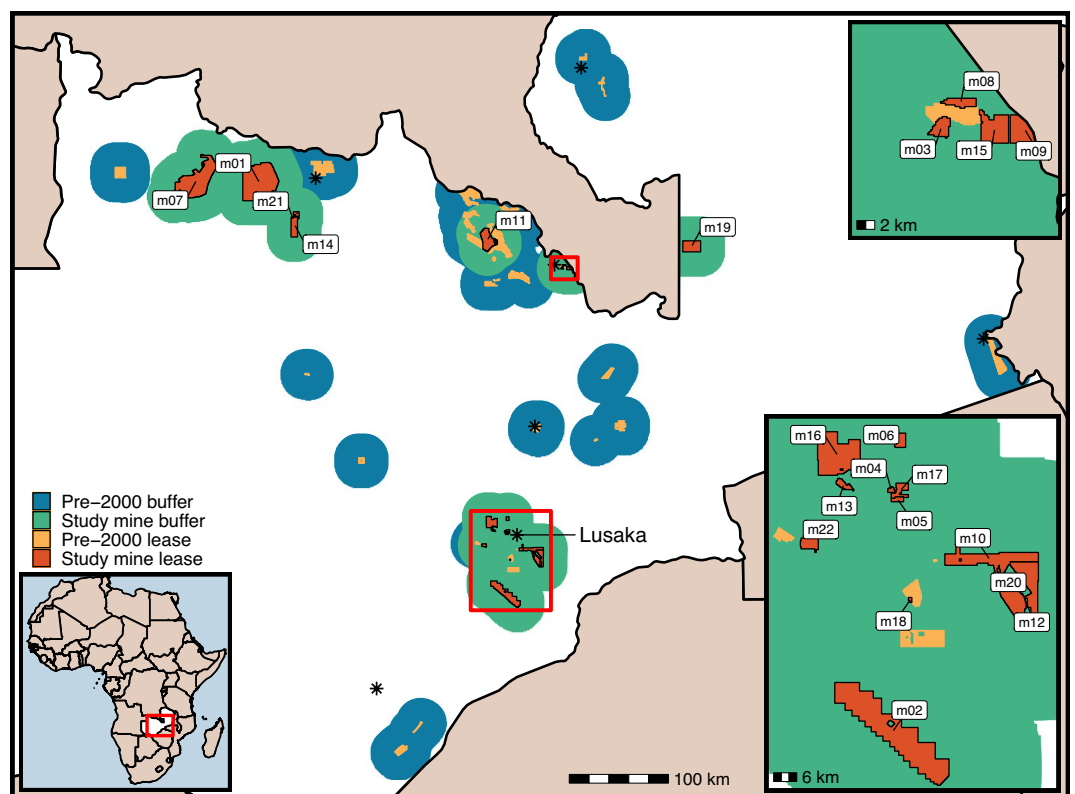 m08
m03
m15
m09
2 km
m01
m07
m21
m14
m11
m19
m16
m06
m04
m17
m13
m05
m22
m10
m20
m18
m12
m02
6 km
Pre−2000 buffer
Study mine buffer
Pre−2000 lease
Study mine lease
Lusaka
100 km